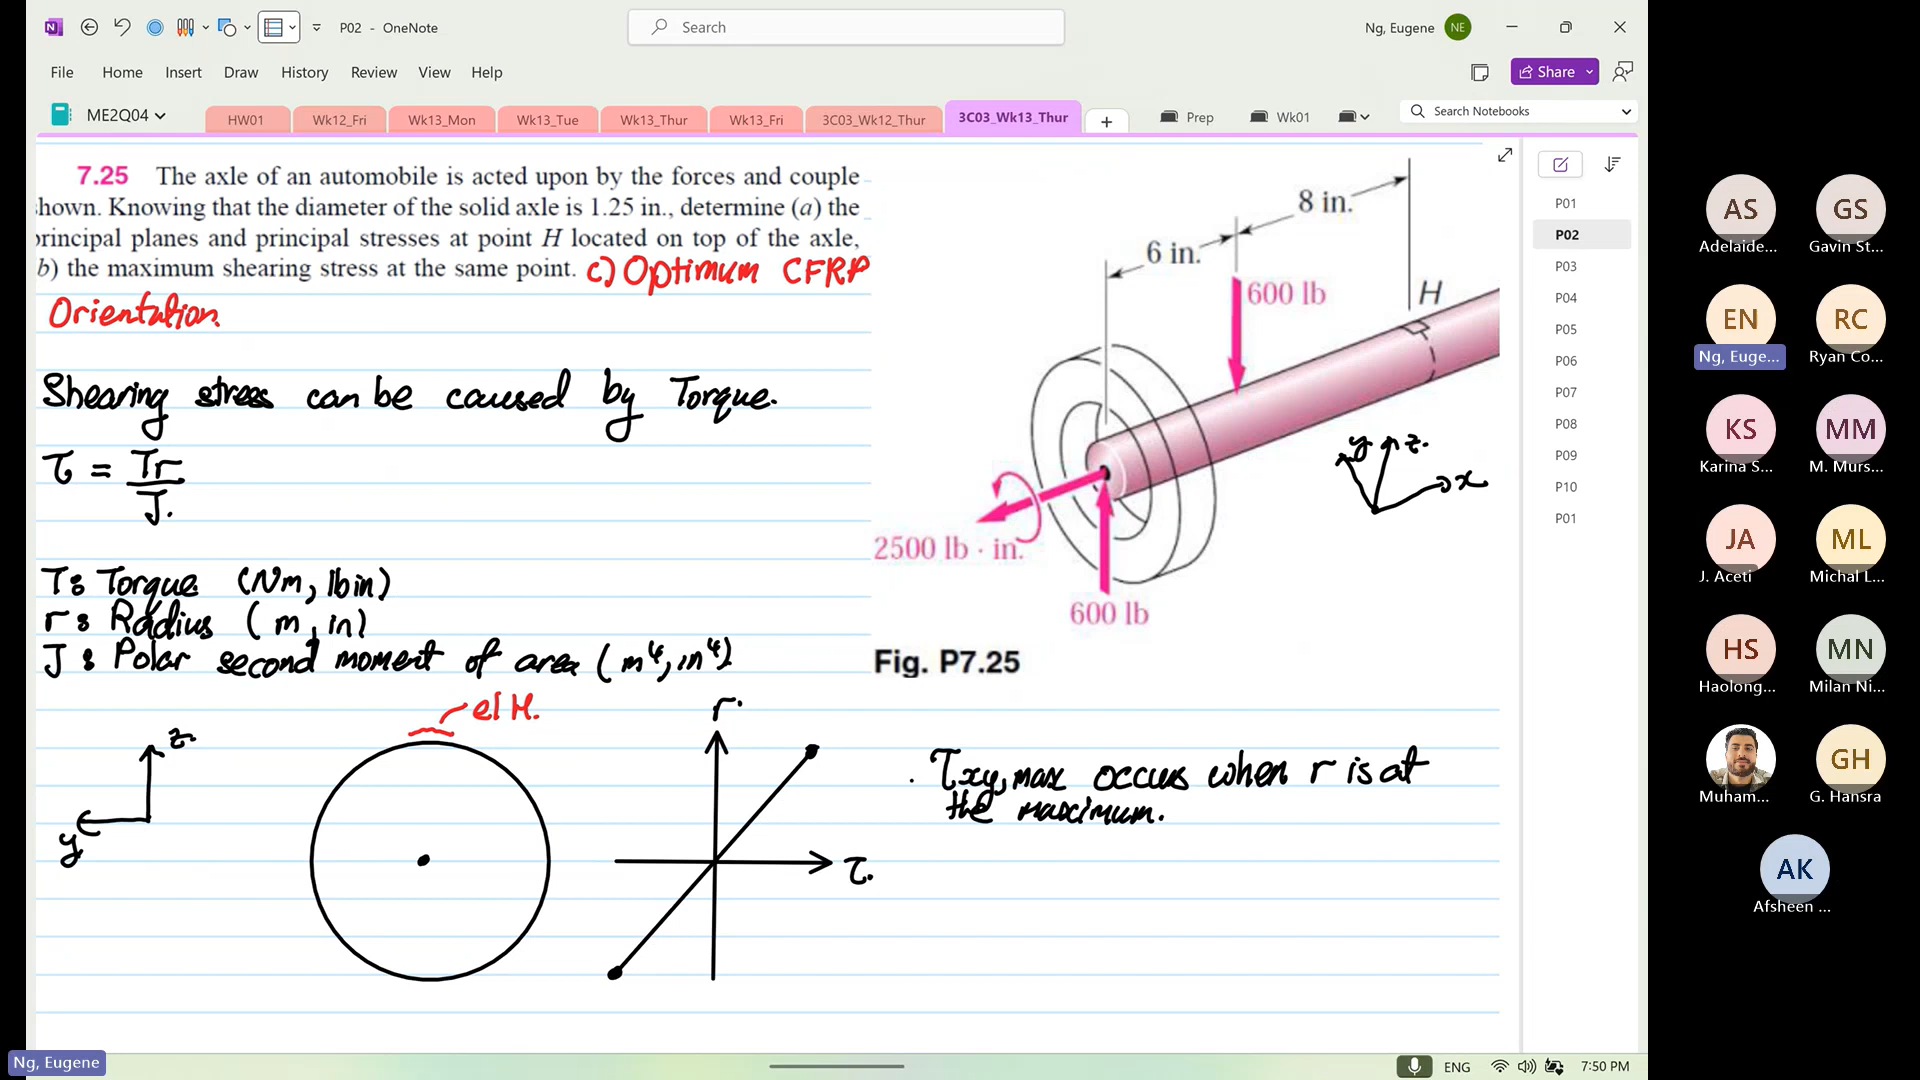 P02 - OneNote
Search
Ng, Eugene
NE
File Home Insert Draw History Review View Help
Share
ME2Q04
HW01
Wk12_Fri
Wk13_Mon
Wk13_Tue
Wk13_Thur
Wk13_Fri
3C03_Wk12_Thur
3C03_Wk13_Thur
+
Prep
Wk01
Search Notebooks
7.25 The axle of an automobile is acted upon by the forces and couple
hown. Knowing that the diameter of the solid axle is 1.25 in., determine (a) the
rincipal planes and principal stresses at point H located on top of the axle,
b) the maximum shearing stress at the same point. c) Optimum CFRP
Orientation.
8 in.
6 in.
600 lb
H
2500 lb · in.
600 lb
y z. x
Fig. P7.25
Shearing stress can be caused by Torque.
τ = Tr
J.
T: Torque (Nm, lbin)
r: Radius (m, in)
J: Polar second moment of area (m⁴, in⁴)
z.
y
el H.
r.
τ.
τxy,max occurs when r is at
the maximum.
P01
P02
P03
P04
P05
P06
P07
P08
P09
P10
P01
AS
Adelaide...
GS
Gavin St...
EN
Ng, Euge...
RC
Ryan Co...
KS
Karina S...
MM
M. Murs...
JA
J. Aceti
ML
Michal L...
HS
Haolong...
MN
Milan Ni...
Muham...
GH
G. Hansra
AK
Afsheen ...
Ng, Eugene
ENG
7:50 PM